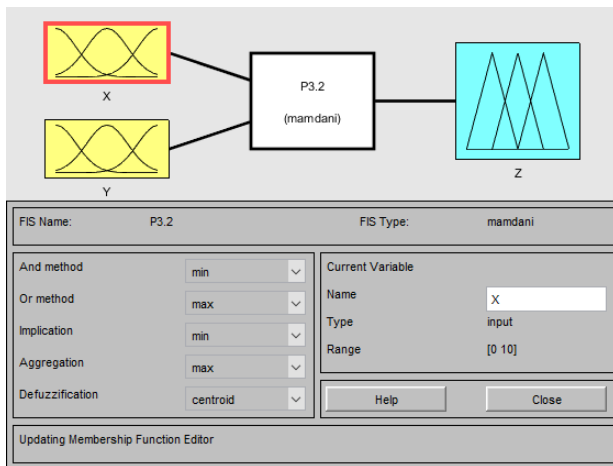 X
P3.2
(mamdani)
Y
Z
FIS Name: P3.2 FIS Type: mamdani
And method min
Or method max
Implication min
Aggregation max
Defuzzification centroid
Current Variable
Name X
Type input
Range [0 10]
Help Close
Updating Membership Function Editor